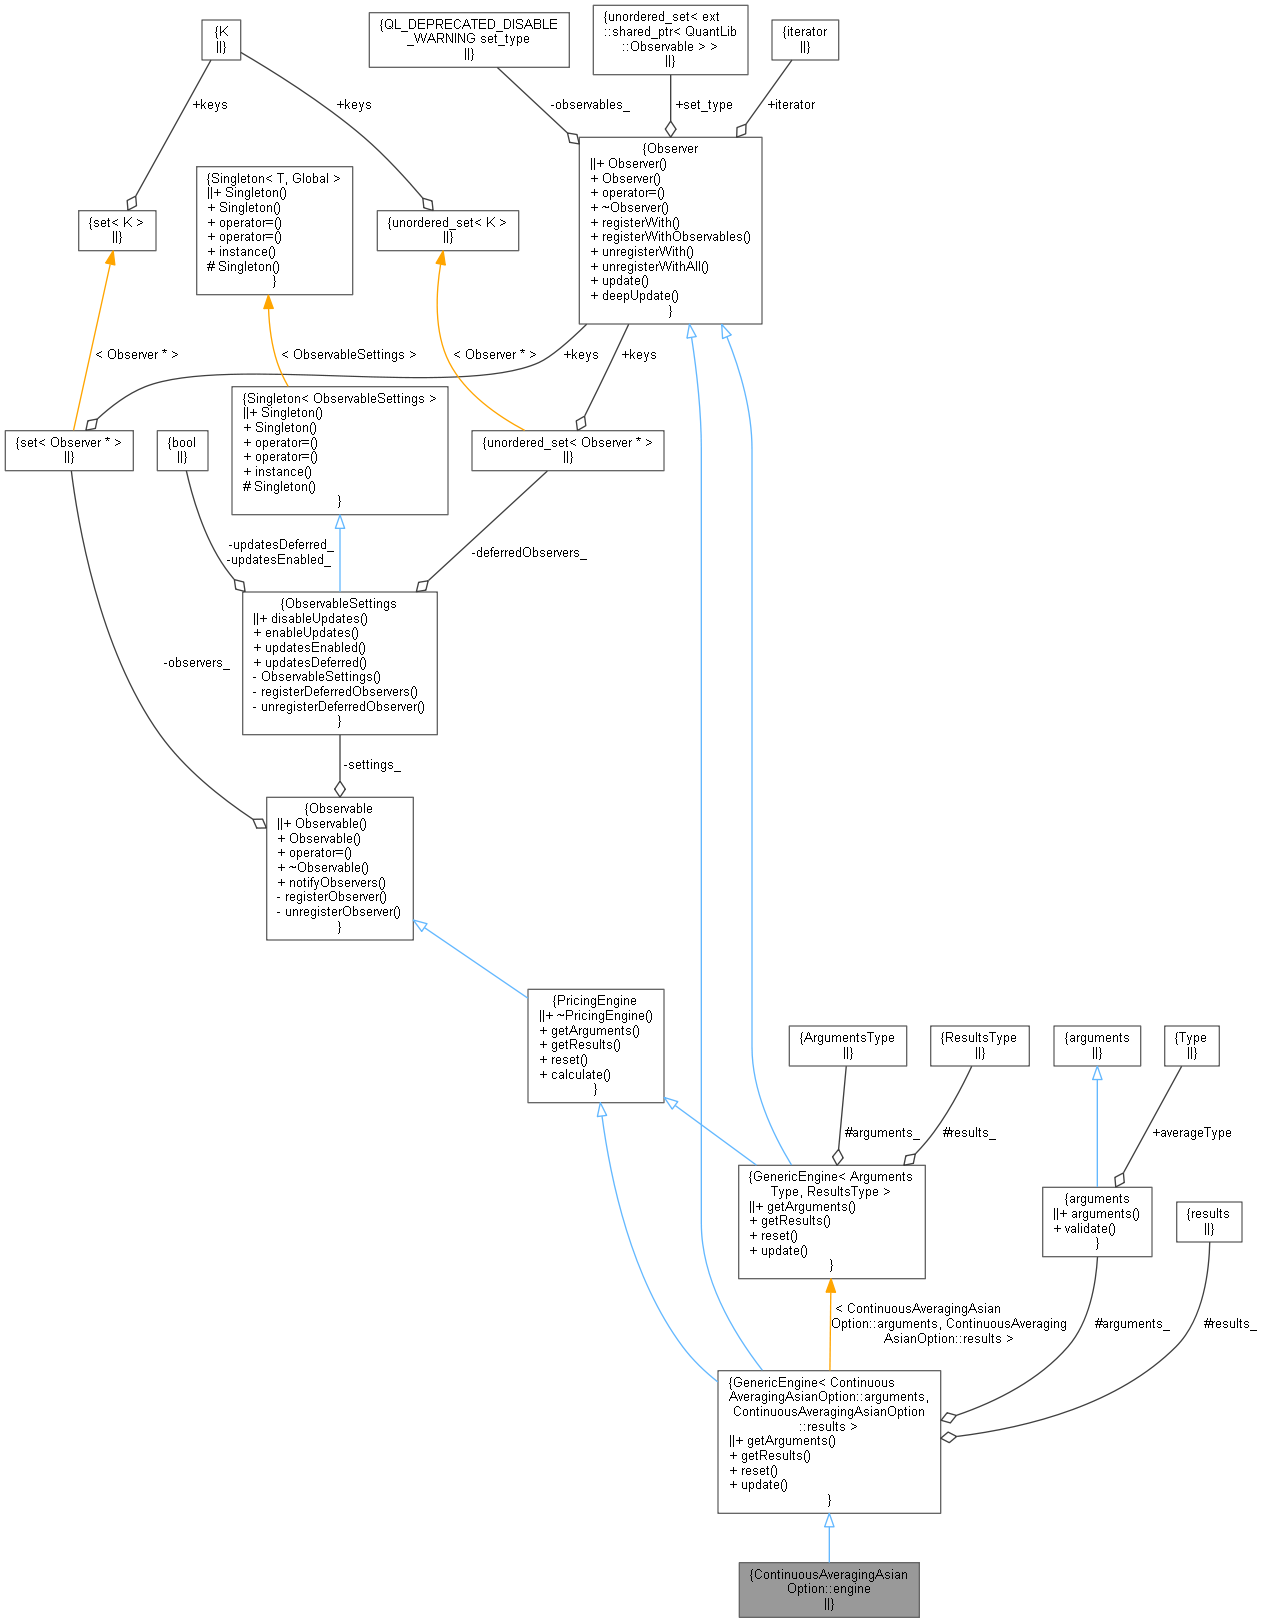 {K
||}
{QL_DEPRECATED_DISABLE
_WARNING set_type
||}
{unordered_set< ext
::shared_ptr< QuantLib
::Observable > >
||}
{iterator
||}
+keys
+keys
-observables_
+set_type
+iterator
{Observer
||+ Observer()
+ Observer()
+ operator=()
+ ~Observer()
+ registerWith()
+ registerWithObservables()
+ unregisterWith()
+ unregisterWithAll()
+ update()
+ deepUpdate()
}
{Singleton< T, Global >
||+ Singleton()
+ Singleton()
+ operator=()
+ operator=()
+ instance()
# Singleton()
}
{set< K >
||}
{unordered_set< K >
||}
< Observer * >
< ObservableSettings >
< Observer * >
+keys
+keys
{Singleton< ObservableSettings >
||+ Singleton()
+ Singleton()
+ operator=()
+ operator=()
+ instance()
# Singleton()
}
{set< Observer * >
||}
{bool
||}
{unordered_set< Observer * >
||}
-updatesDeferred_
-updatesEnabled_
-deferredObservers_
{ObservableSettings
||+ disableUpdates()
+ enableUpdates()
+ updatesEnabled()
+ updatesDeferred()
- ObservableSettings()
- registerDeferredObservers()
- unregisterDeferredObserver()
}
-observers_
-settings_
{Observable
||+ Observable()
+ Observable()
+ operator=()
+ ~Observable()
+ notifyObservers()
- registerObserver()
- unregisterObserver()
}
{PricingEngine
||+ ~PricingEngine()
+ getArguments()
+ getResults()
+ reset()
+ calculate()
}
{ArgumentsType
||}
{ResultsType
||}
{arguments
||}
{Type
||}
#arguments_
#results_
+averageType
{GenericEngine< Arguments
Type, ResultsType >
||+ getArguments()
+ getResults()
+ reset()
+ update()
}
{arguments
||+ arguments()
+ validate()
}
{results
||}
< ContinuousAveragingAsian
Option::arguments, ContinuousAveraging
AsianOption::results >
#arguments_
#results_
{GenericEngine< Continuous
AveragingAsianOption::arguments,
ContinuousAveragingAsianOption
::results >
||+ getArguments()
+ getResults()
+ reset()
+ update()
}
{ContinuousAveragingAsian
Option::engine
||}